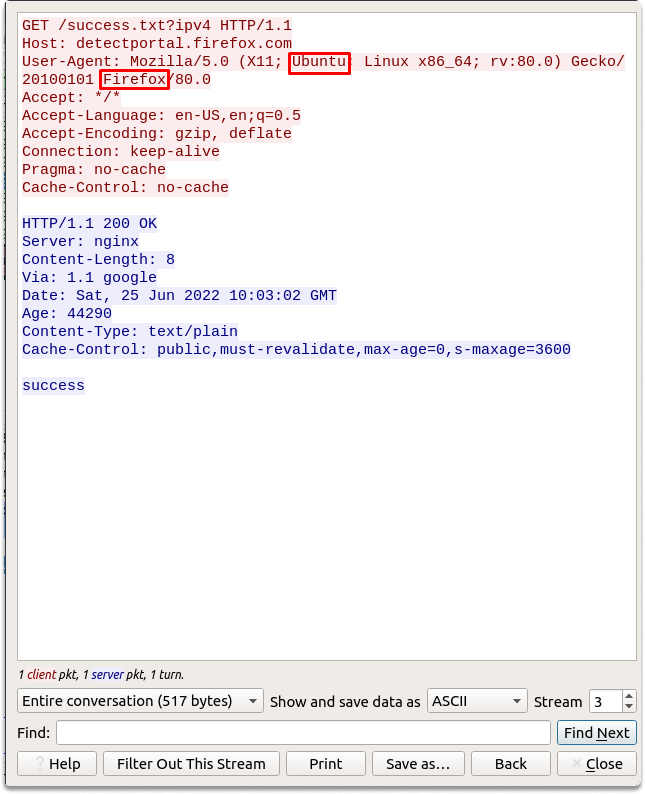 GET /success.txt?ipv4 HTTP/1.1
Host: detectportal.firefox.com
User-Agent: Mozilla/5.0 (X11; Ubuntu; Linux x86_64; rv:80.0) Gecko/
20100101 Firefox/80.0
Accept: */*
Accept-Language: en-US,en;q=0.5
Accept-Encoding: gzip, deflate
Connection: keep-alive
Pragma: no-cache
Cache-Control: no-cache
HTTP/1.1 200 OK
Server: nginx
Content-Length: 8
Via: 1.1 google
Date: Sat, 25 Jun 2022 10:03:02 GMT
Age: 44290
Content-Type: text/plain
Cache-Control: public,must-revalidate,max-age=0,s-maxage=3600
success
1 client pkt, 1 server pkt, 1 turn.
Entire conversation (517 bytes) Show and save data as ASCII Stream 3
Find: Find Next
Help Filter Out This Stream Print Save as… Back Close